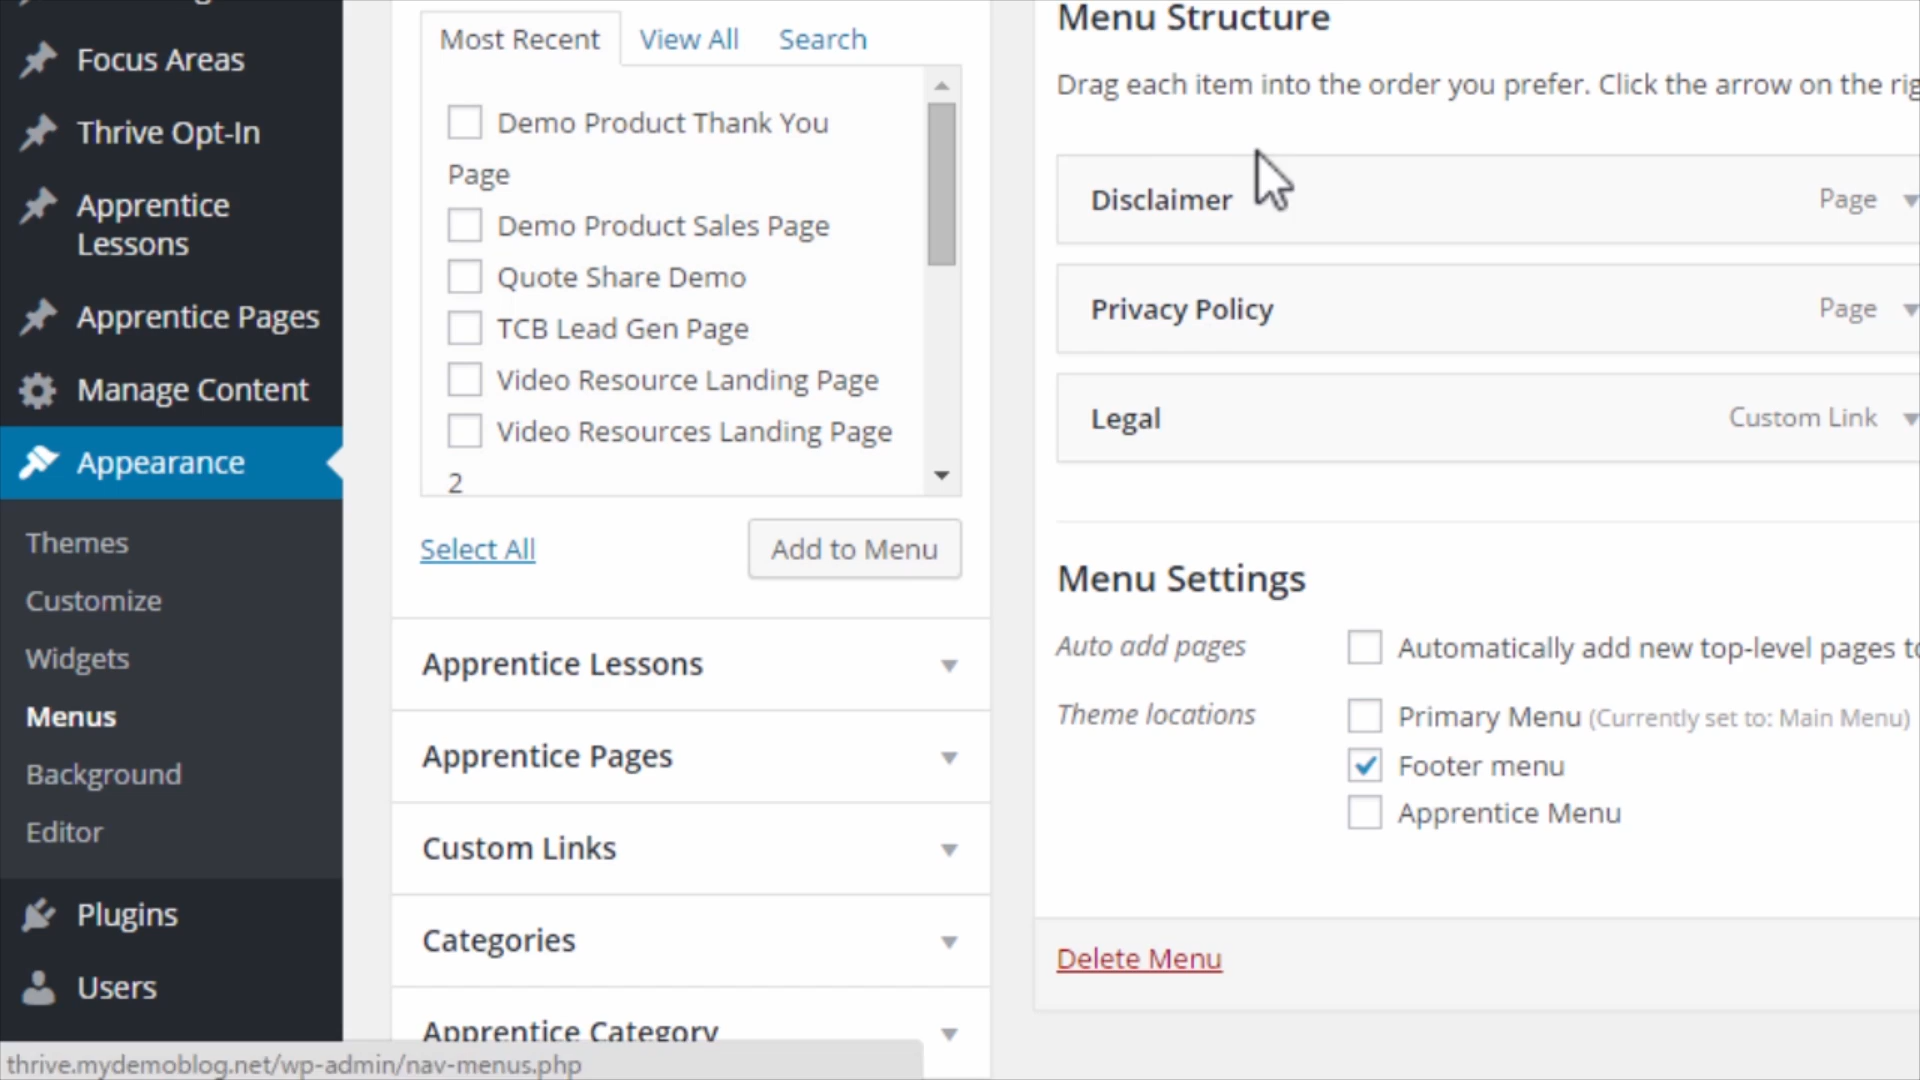 Focus Areas
Thrive Opt-In
Apprentice
Lessons
Apprentice Pages
Manage Content
Appearance
Themes
Customize
Widgets
Menus
Background
Editor
Plugins
Users
thrive.mydemoblog.net/wp-admin/nav-menus.php
Most Recent View All Search
Demo Product Thank You
Page
Demo Product Sales Page
Quote Share Demo
TCB Lead Gen Page
Video Resource Landing Page
Video Resources Landing Page
2
Select All Add to Menu
Apprentice Lessons
Apprentice Pages
Custom Links
Categories
Apprentice Category
Menu Structure
Drag each item into the order you prefer. Click the arrow on the
Disclaimer Page
Privacy Policy Page
Legal Custom Link
Menu Settings
Auto add pages Automatically add new top-level pages
Theme locations Primary Menu (Currently set to: Main Menu)
Footer menu
Apprentice Menu
Delete Menu